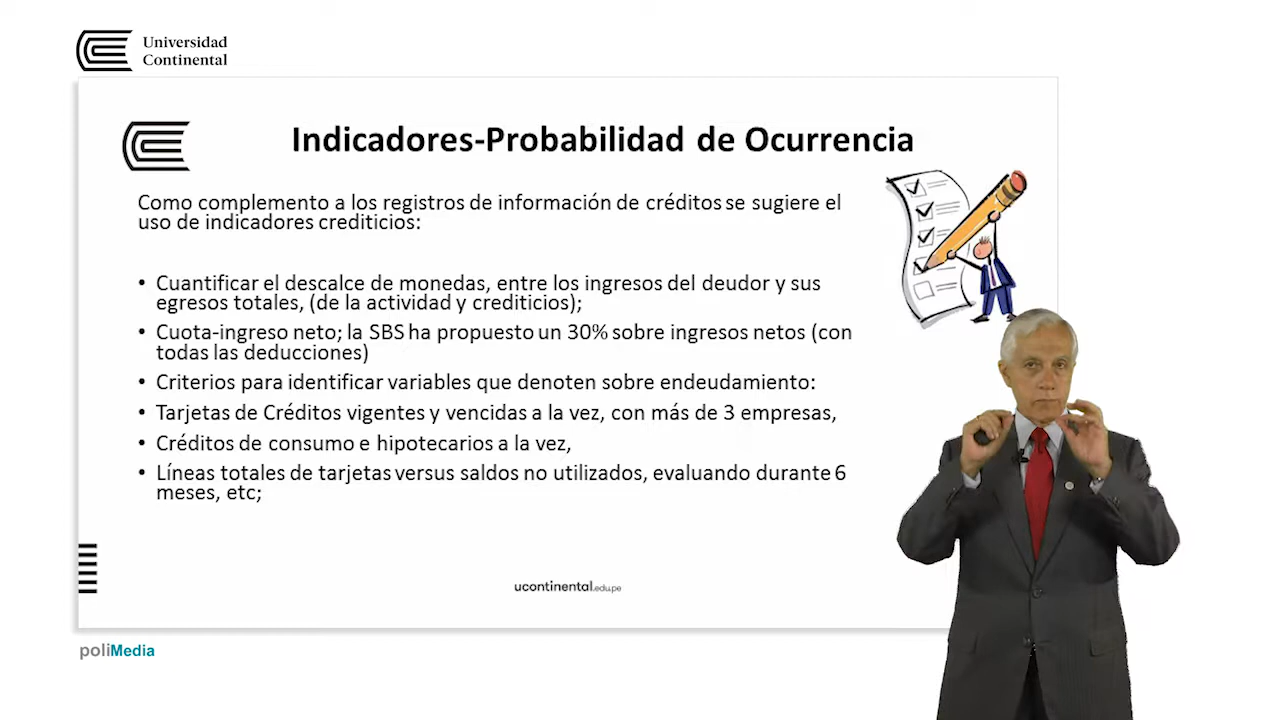 Universidad
Continental
Indicadores-Probabilidad de Ocurrencia
Como complemento a los registros de información de créditos se sugiere el
uso de indicadores crediticios:
• Cuantificar el descalce de monedas, entre los ingresos del deudor y sus
egresos totales, (de la actividad y crediticios);
• Cuota-ingreso neto; la SBS ha propuesto un 30% sobre ingresos netos (con
todas las deducciones)
• Criterios para identificar variables que denoten sobre endeudamiento:
• Tarjetas de Créditos vigentes y vencidas a la vez, con más de 3 empresas,
• Créditos de consumo e hipotecarios a la vez,
• Líneas totales de tarjetas versus saldos no utilizados, evaluando durante 6
meses, etc;
ucontinental.edu.pe
poliMedia